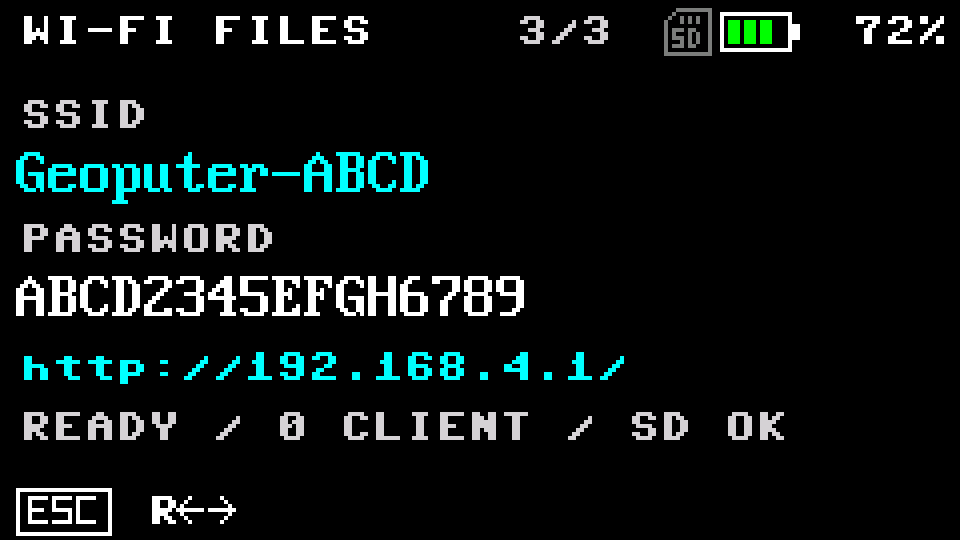 WI-FI FILES 3/3 SD 72%
SSID
Geoputer-ABCD
PASSWORD
ABCD2345EFGH6789
http://192.168.4.1/
READY / 0 CLIENT / SD OK
ESC R←→